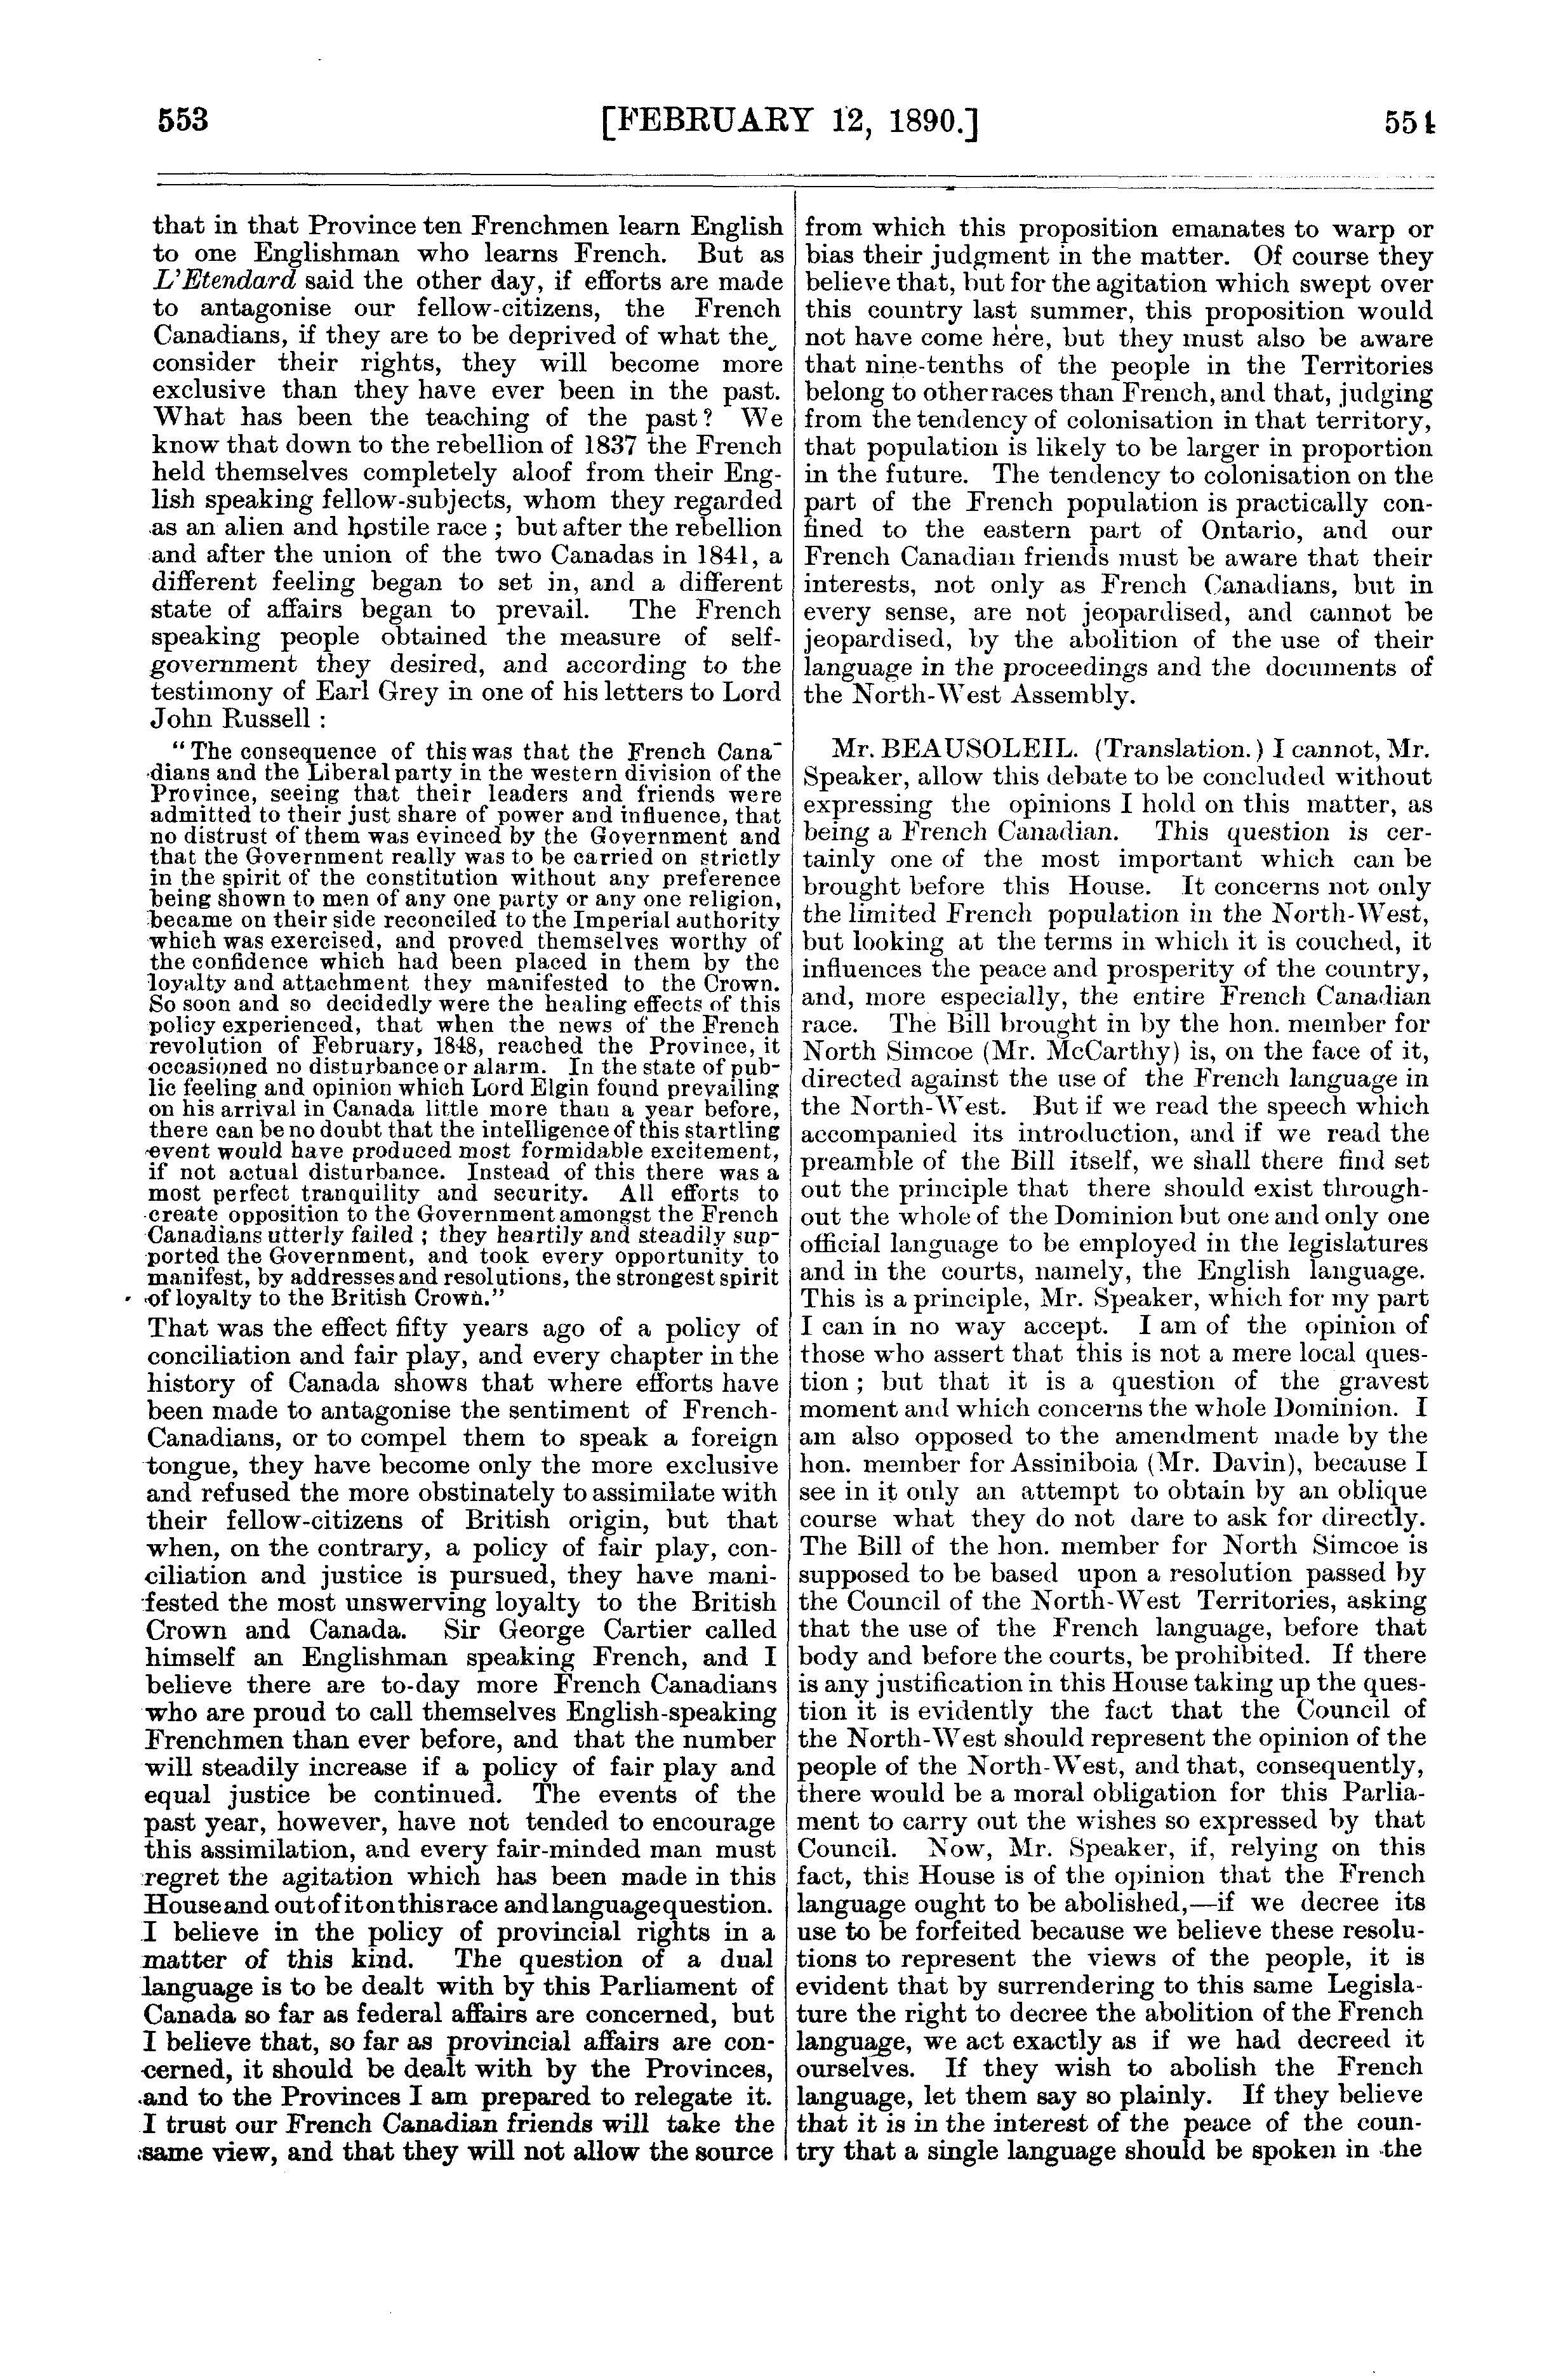 553
[FEBRUARY 12, 1890.]
554
that in that Province ten Frenchmen learn English
to one Englishman who learns French. But as
L'Etendard said the other day, if efforts are made
to antagonise our fellow-citizens, the French
Canadians, if they are to be deprived of what the
consider their rights, they will become more
exclusive than they have ever been in the past.
What has been the teaching of the past? We
know that down to the rebellion of 1837 the French
held themselves completely aloof from their Eng-
lish speaking fellow-subjects, whom they regarded
as an alien and hostile race ; but after the rebellion
and after the union of the two Canadas in 1841, a
different feeling began to set in, and a different
state of affairs began to prevail. The French
speaking people obtained the measure of self-
government they desired, and according to the
testimony of Earl Grey in one of his letters to Lord
John Russell :
"The consequence of this was that the French Cana-
dians and the Liberal party in the western division of the
Province, seeing that their leaders and friends were
admitted to their just share of power and influence, that
no distrust of them was evinced by the Government and
that the Government really was to be carried on strictly
in the spirit of the constitution without any preference
being shown to men of any one party or any one religion,
became on their side reconciled to the Imperial authority
which was exercised, and proved themselves worthy of
the confidence which had been placed in them by the
loyalty and attachment they manifested to the Crown.
So soon and so decidedly were the healing effects of this
policy experienced, that when the news of the French
revolution of February, 1848, reached the Province, it
occasioned no disturbance or alarm. In the state of pub-
lic feeling and opinion which Lord Elgin found prevailing
on his arrival in Canada little more than a year before,
there can be no doubt that the intelligence of this startling
event would have produced most formidable excitement,
if not actual disturbance. Instead of this there was a
most perfect tranquility and security. All efforts to
create opposition to the Government amongst the French
Canadians utterly failed ; they heartily and steadily sup-
ported the Government, and took every opportunity to
manifest, by addresses and resolutions, the strongest spirit
of loyalty to the British Crown."
That was the effect fifty years ago of a policy of
conciliation and fair play, and every chapter in the
history of Canada shows that where efforts have
been made to antagonise the sentiment of French-
Canadians, or to compel them to speak a foreign
tongue, they have become only the more exclusive
and refused the more obstinately to assimilate with
their fellow-citizens of British origin, but that
when, on the contrary, a policy of fair play, con-
ciliation and justice is pursued, they have mani-
fested the most unswerving loyalty to the British
Crown and Canada. Sir George Cartier called
himself an Englishman speaking French, and I
believe there are to-day more French Canadians
who are proud to call themselves English-speaking
Frenchmen than ever before, and that the number
will steadily increase if a policy of fair play and
equal justice be continued. The events of the
past year, however, have not tended to encourage
this assimilation, and every fair-minded man must
regret the agitation which has been made in this
House and out of it on this race and language question.
I believe in the policy of provincial rights in a
matter of this kind. The question of a dual
language is to be dealt with by this Parliament of
Canada so far as federal affairs are concerned, but
I believe that, so far as provincial affairs are con-
cerned, it should be dealt with by the Provinces,
and to the Provinces I am prepared to relegate it.
I trust our French Canadian friends will take the
same view, and that they will not allow the source
from which this proposition emanates to warp or
bias their judgment in the matter. Of course they
believe that, but for the agitation which swept over
this country last summer, this proposition would
not have come here, but they must also be aware
that nine-tenths of the people in the Territories
belong to other races than French, and that, judging
from the tendency of colonisation in that territory,
that population is likely to be larger in proportion
in the future. The tendency to colonisation on the
part of the French population is practically con-
fined to the eastern part of Ontario, and our
French Canadian friends must be aware that their
interests, not only as French Canadians, but in
every sense, are not jeopardised, and cannot be
jeopardised, by the abolition of the use of their
language in the proceedings and the documents of
the North-West Assembly.
Mr. BEAUSOLEIL. (Translation.) I cannot, Mr.
Speaker, allow this debate to be concluded without
expressing the opinions I hold on this matter, as
being a French Canadian. This question is cer-
tainly one of the most important which can be
brought before this House. It concerns not only
the limited French population in the North-West,
but looking at the terms in which it is couched, it
influences the peace and prosperity of the country,
and, more especially, the entire French Canadian
race. The Bill brought in by the hon. member for
North Simcoe (Mr. McCarthy) is, on the face of it,
directed against the use of the French language in
the North-West. But if we read the speech which
accompanied its introduction, and if we read the
preamble of the Bill itself, we shall there find set
out the principle that there should exist through-
out the whole of the Dominion but one and only one
official language to be employed in the legislatures
and in the courts, namely, the English language.
This is a principle, Mr. Speaker, which for my part
I can in no way accept. I am of the opinion of
those who assert that this is not a mere local ques-
tion ; but that it is a question of the gravest
moment and which concerns the whole Dominion. I
am also opposed to the amendment made by the
hon. member for Assiniboia (Mr. Davin), because I
see in it only an attempt to obtain by an oblique
course what they do not dare to ask for directly.
The Bill of the hon. member for North Simcoe is
supposed to be based upon a resolution passed by
the Council of the North-West Territories, asking
that the use of the French language, before that
body and before the courts, be prohibited. If there
is any justification in this House taking up the ques-
tion it is evidently the fact that the Council of
the North-West should represent the opinion of the
people of the North-West, and that, consequently,
there would be a moral obligation for this Parlia-
ment to carry out the wishes so expressed by that
Council. Now, Mr. Speaker, if, relying on this
fact, this House is of the opinion that the French
language ought to be abolished,—if we decree its
use to be forfeited because we believe these resolu-
tions to represent the views of the people, it is
evident that by surrendering to this same Legisla-
ture the right to decree the abolition of the French
language, we act exactly as if we had decreed it
ourselves. If they wish to abolish the French
language, let them say so plainly. If they believe
that it is in the interest of the peace of the coun-
try that a single language should be spoken in the